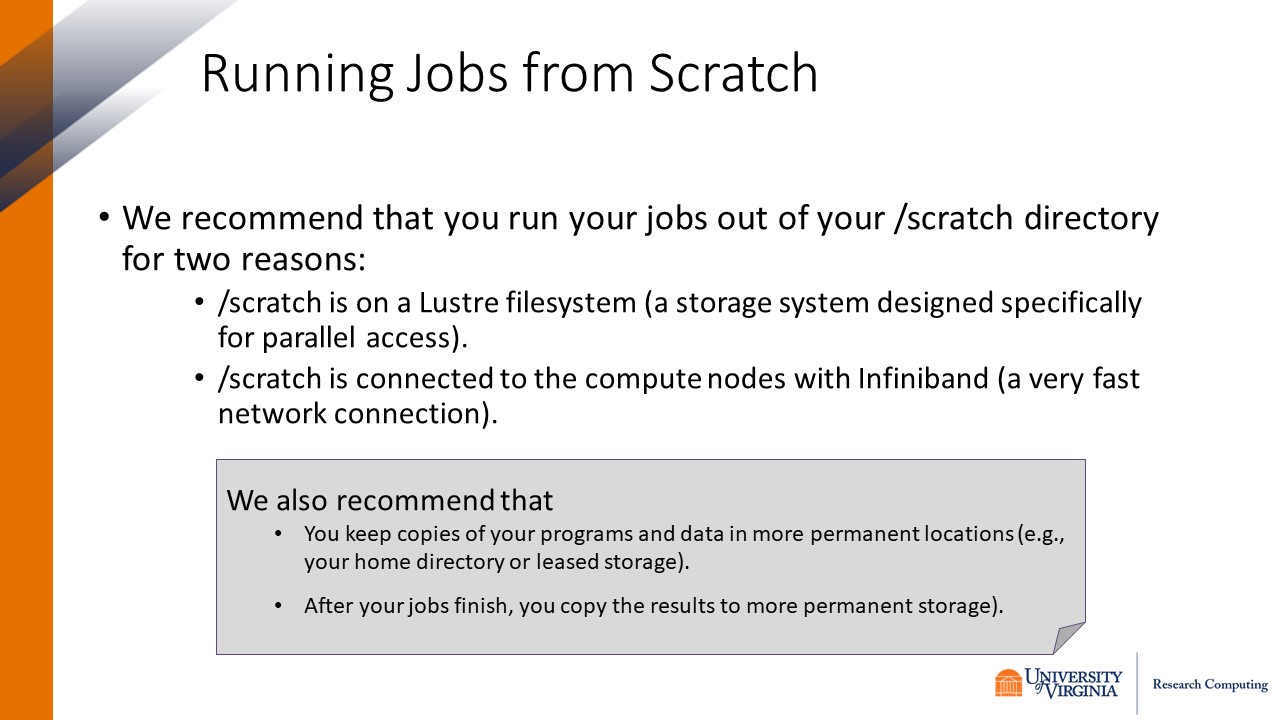 Running Jobs from Scratch
• We recommend that you run your jobs out of your /scratch directory
for two reasons:
• /scratch is on a Lustre filesystem (a storage system designed specifically
for parallel access).
• /scratch is connected to the compute nodes with Infiniband (a very fast
network connection).
We also recommend that
• You keep copies of your programs and data in more permanent locations (e.g.,
your home directory or leased storage).
• After your jobs finish, you copy the results to more permanent storage).
UNIVERSITY
of VIRGINIA
Research Computing